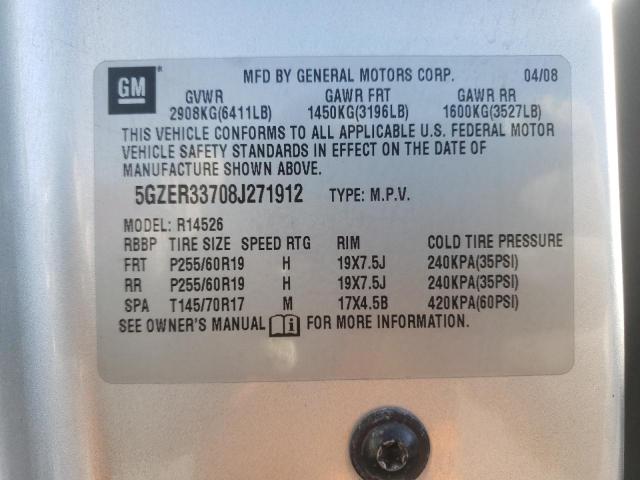 GM MFD BY GENERAL MOTORS CORP. 04/08
GVWR GAWR FRT GAWR RR
2908KG(6411LB) 1450KG(3196LB) 1600KG(3527LB)
THIS VEHICLE CONFORMS TO ALL APPLICABLE U.S. FEDERAL MOTOR
VEHICLE SAFETY STANDARDS IN EFFECT ON THE DATE OF
MANUFACTURE SHOWN ABOVE.
5GZER33708J271912 TYPE: M.P.V.
MODEL: R14526
RBBP TIRE SIZE SPEED RTG RIM COLD TIRE PRESSURE
FRT P255/60R19 H 19X7.5J 240KPA(35PSI)
RR P255/60R19 H 19X7.5J 240KPA(35PSI)
SPA T145/70R17 M 17X4.5B 420KPA(60PSI)
SEE OWNER'S MANUAL FOR MORE INFORMATION.